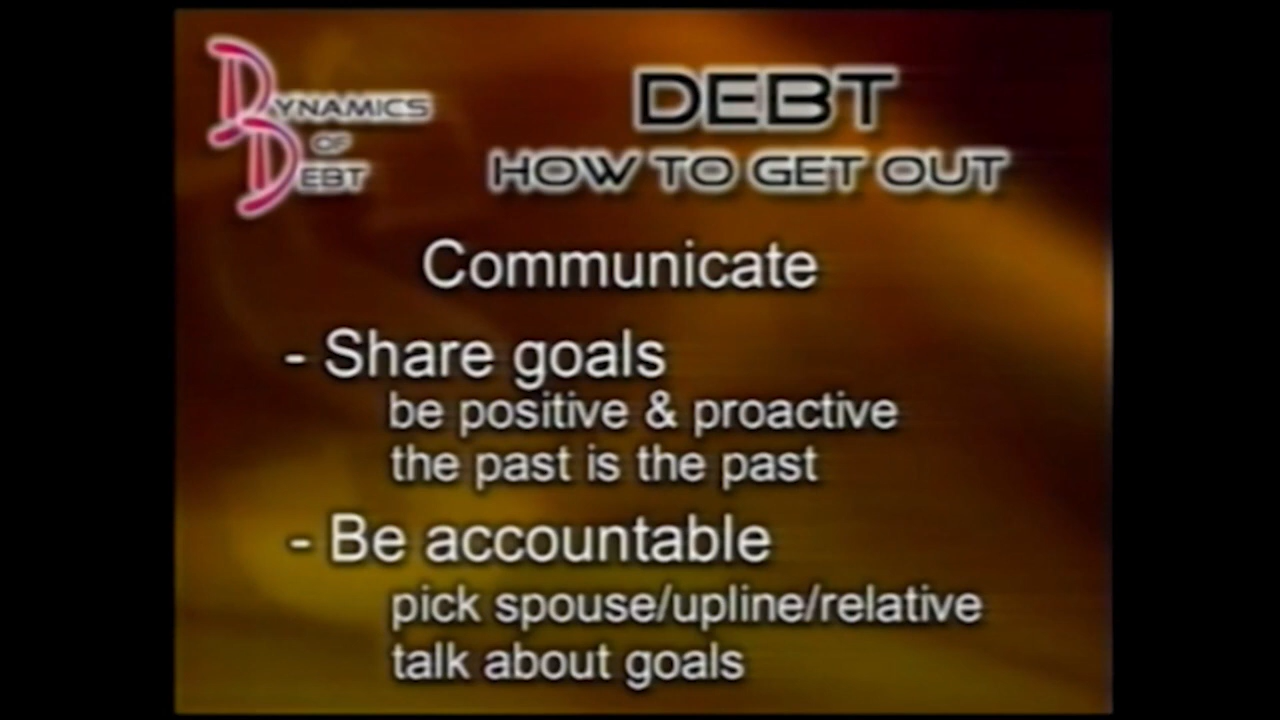 DYNAMICS
OF
DEBT
DEBT
HOW TO GET OUT
Communicate
- Share goals
be positive & proactive
the past is the past
- Be accountable
pick spouse/upline/relative
talk about goals